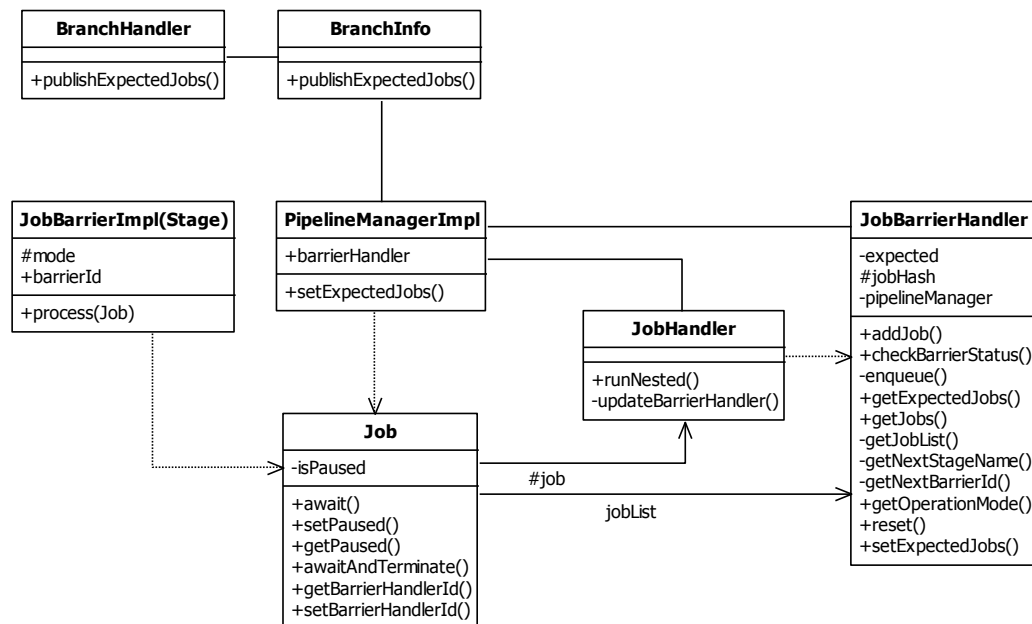 BranchHandler
+publishExpectedJobs()
BranchInfo
+publishExpectedJobs()
JobBarrierImpl(Stage)
#mode
+barrierId
+process(Job)
PipelineManagerImpl
+barrierHandler
+setExpectedJobs()
JobBarrierHandler
-expected
#jobHash
-pipelineManager
+addJob()
+checkBarrierStatus()
-enqueue()
+getExpectedJobs()
+getJobs()
-getJobList()
-getNextStageName()
-getNextBarrierId()
+getOperationMode()
+reset()
+setExpectedJobs()
JobHandler
+runNested()
-updateBarrierHandler()
Job
-isPaused
+await()
+setPaused()
+getPaused()
+awaitAndTerminate()
+getBarrierHandlerId()
+setBarrierHandlerId()
#job
jobList